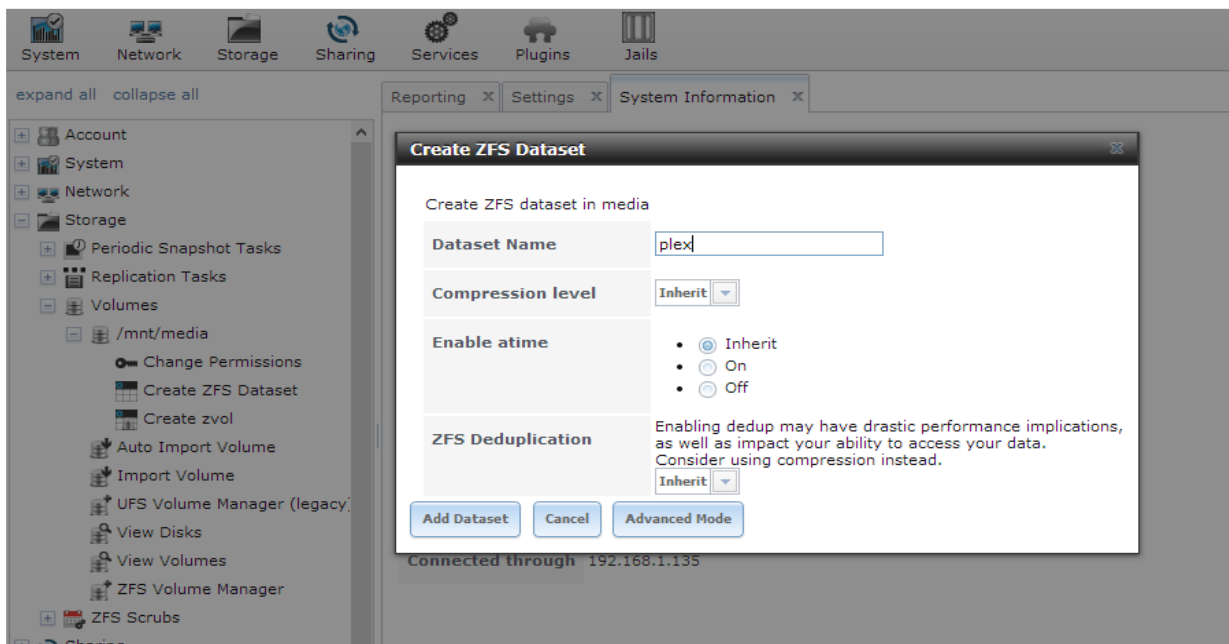 System Network Storage Sharing Services Plugins Jails
expand all collapse all
Reporting Settings System Information
Account
System
Network
Storage
Periodic Snapshot Tasks
Replication Tasks
Volumes
/mnt/media
Change Permissions
Create ZFS Dataset
Create zvol
Auto Import Volume
Import Volume
UFS Volume Manager (legacy)
View Disks
View Volumes
ZFS Volume Manager
ZFS Scrubs
Sharing
Create ZFS Dataset
Create ZFS dataset in media
Dataset Name plex
Compression level Inherit
Enable atime
Inherit
On
Off
ZFS Deduplication
Enabling dedup may have drastic performance implications,
as well as impact your ability to access your data.
Consider using compression instead.
Inherit
Add Dataset Cancel Advanced Mode
Connected through 192.168.1.135